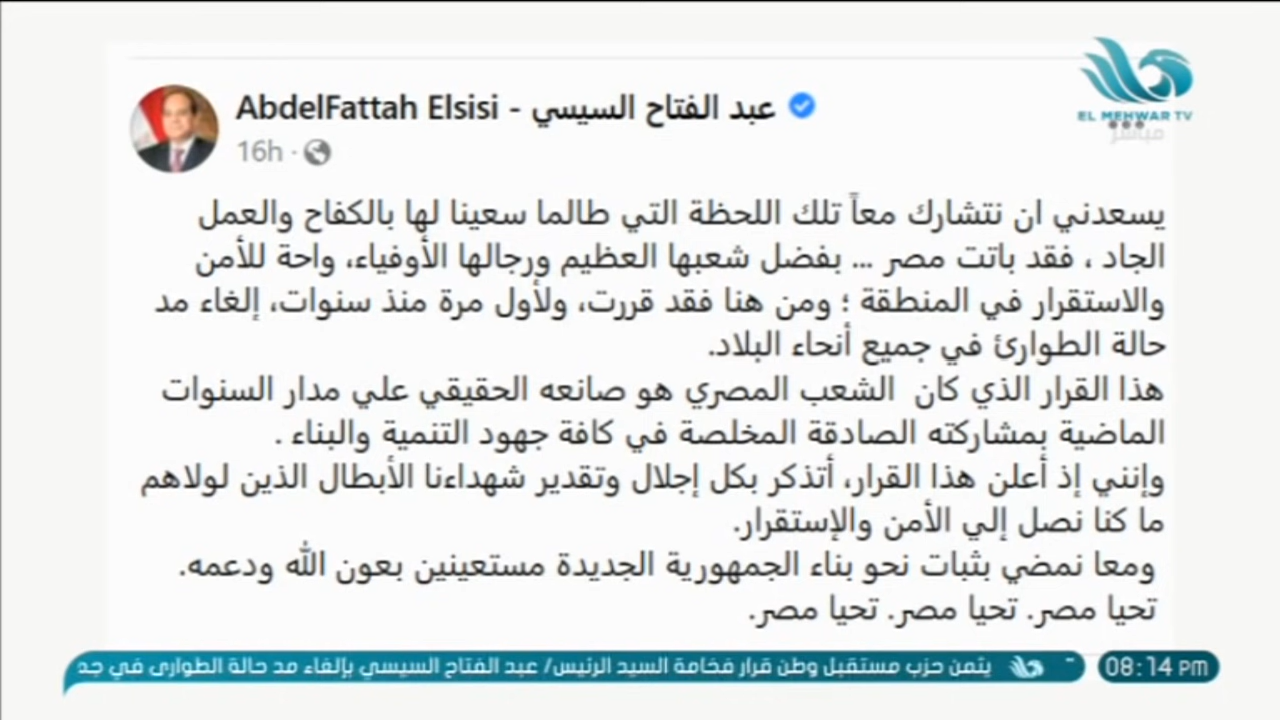 EL MEHWAR TV
مباشر
AbdelFattah Elsisi - عبد الفتاح السيسي
16h ·
يسعدني ان نتشارك معاً تلك اللحظة التي طالما سعينا لها بالكفاح والعمل
الجاد ، فقد باتت مصر ... بفضل شعبها العظيم ورجالها الأوفياء، واحة للأمن
والاستقرار في المنطقة ؛ ومن هنا فقد قررت، ولأول مرة منذ سنوات، إلغاء مد
حالة الطوارئ في جميع أنحاء البلاد.
هذا القرار الذي كان الشعب المصري هو صانعه الحقيقي علي مدار السنوات
الماضية بمشاركته الصادقة المخلصة في كافة جهود التنمية والبناء .
وإنني إذ أعلن هذا القرار، أتذكر بكل إجلال وتقدير شهداءنا الأبطال الذين لولاهم
ما كنا نصل إلي الأمن والإستقرار.
ومعا نمضي بثبات نحو بناء الجمهورية الجديدة مستعينين بعون الله ودعمه.
تحيا مصر. تحيا مصر. تحيا مصر.
يثمن حزب مستقبل وطن قرار فخامة السيد الرئيس/ عبد الفتاح السيسي بإلغاء مد حالة الطوارى في جد
08:14 PM